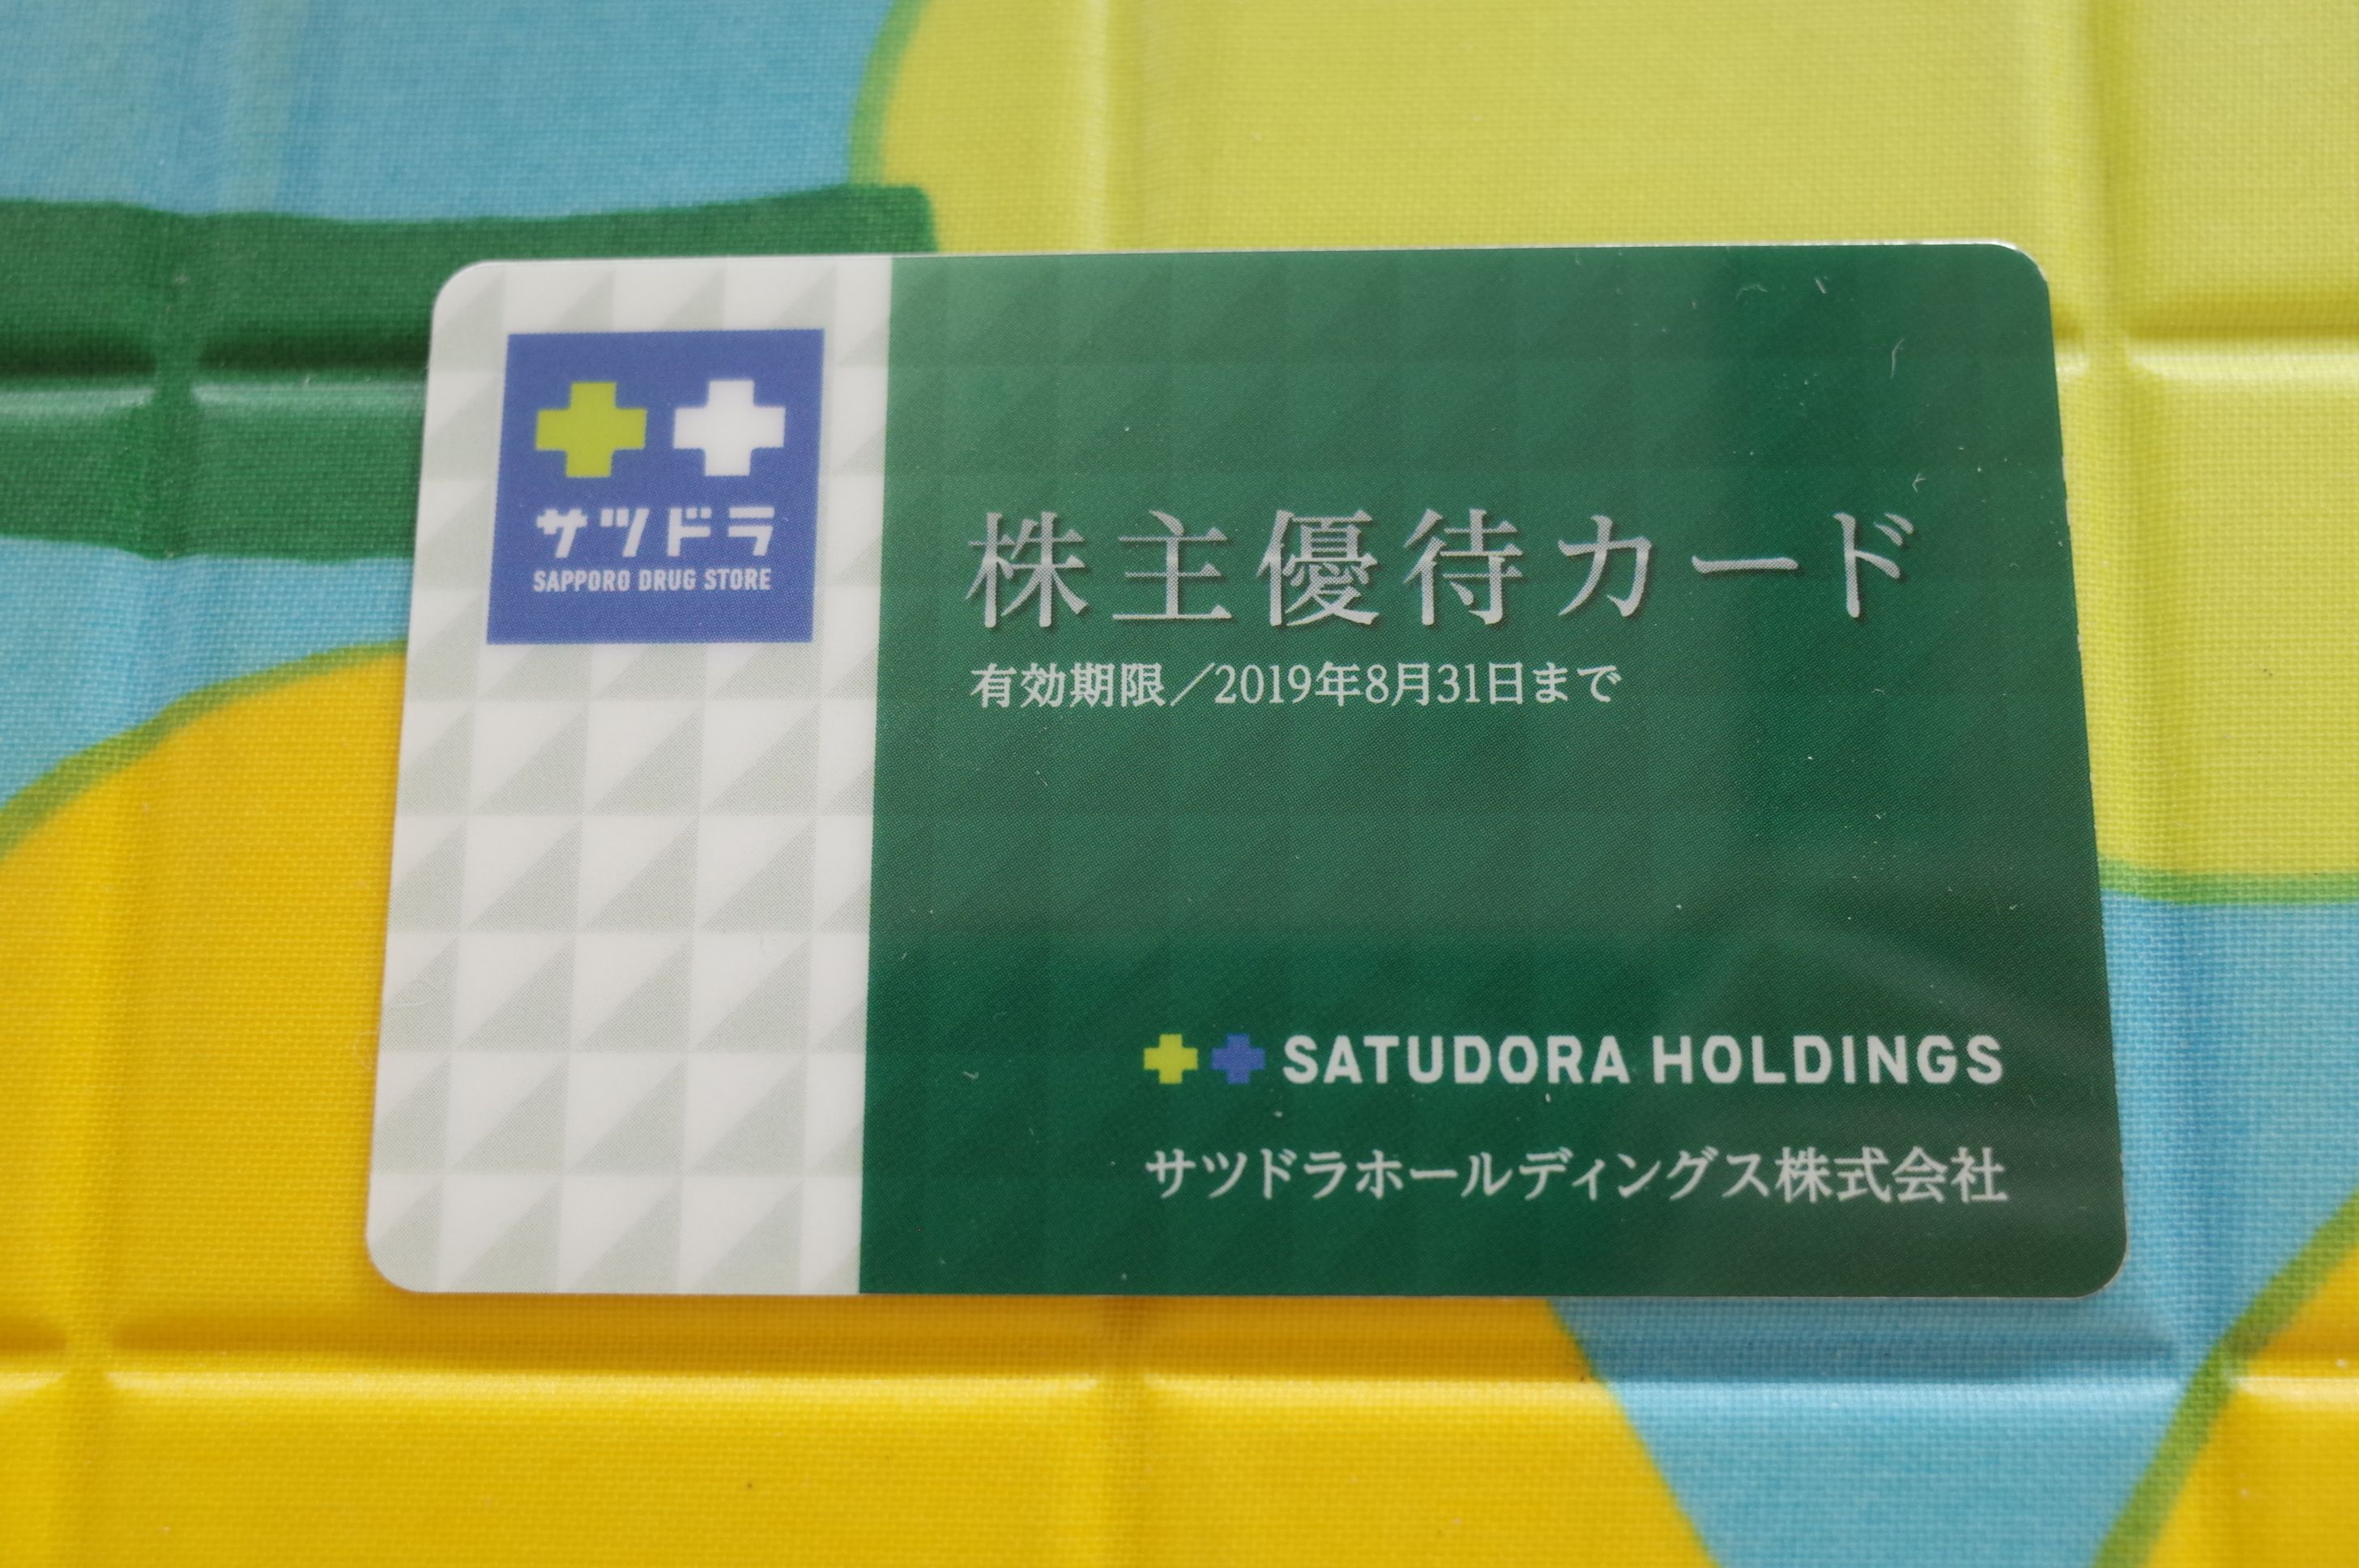 サツドラ
SAPPORO DRUG STORE
株主優待カード
有効期限／2019年8月31日まで
SATUDORA HOLDINGS
サツドラホールディングス株式会社